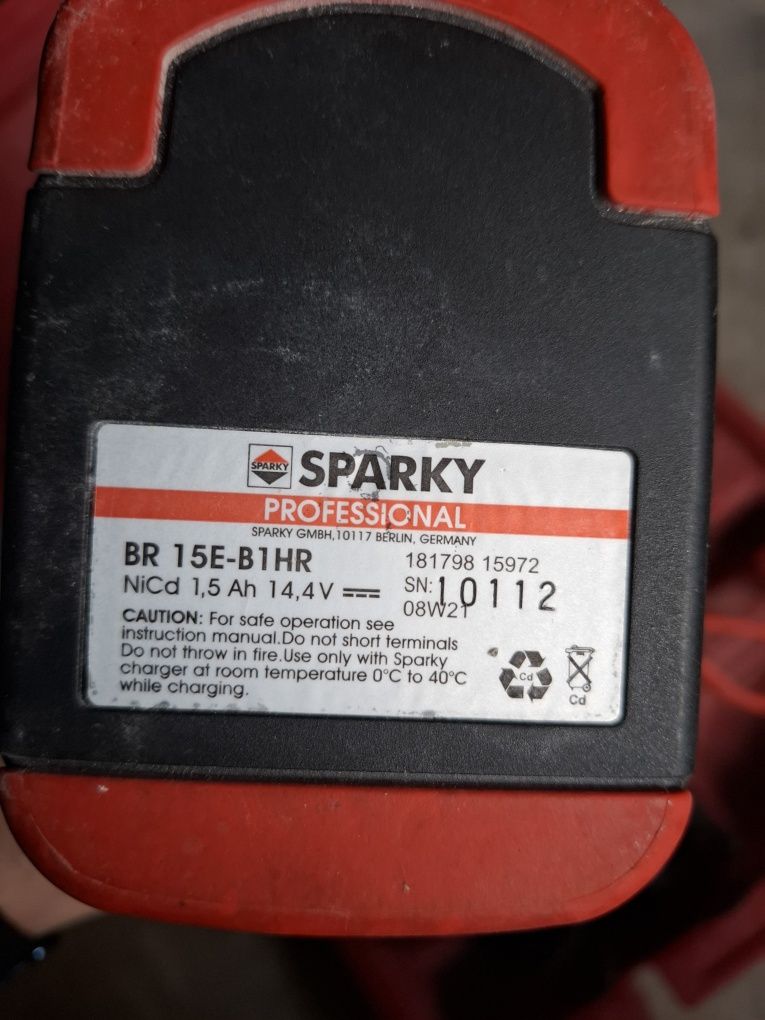 SPARKY
SPARKY
PROFESSIONAL
SPARKY GMBH,10117 BERLIN, GERMANY
BR 15E-B1HR
181798 15972
NiCd 1,5 Ah 14,4V
SN:10112
08W21
CAUTION: For safe operation see
instruction manual.Do not short terminals
Do not throw in fire.Use only with Sparky
charger at room temperature 0°C to 40°C
while charging.
Cd
Cd